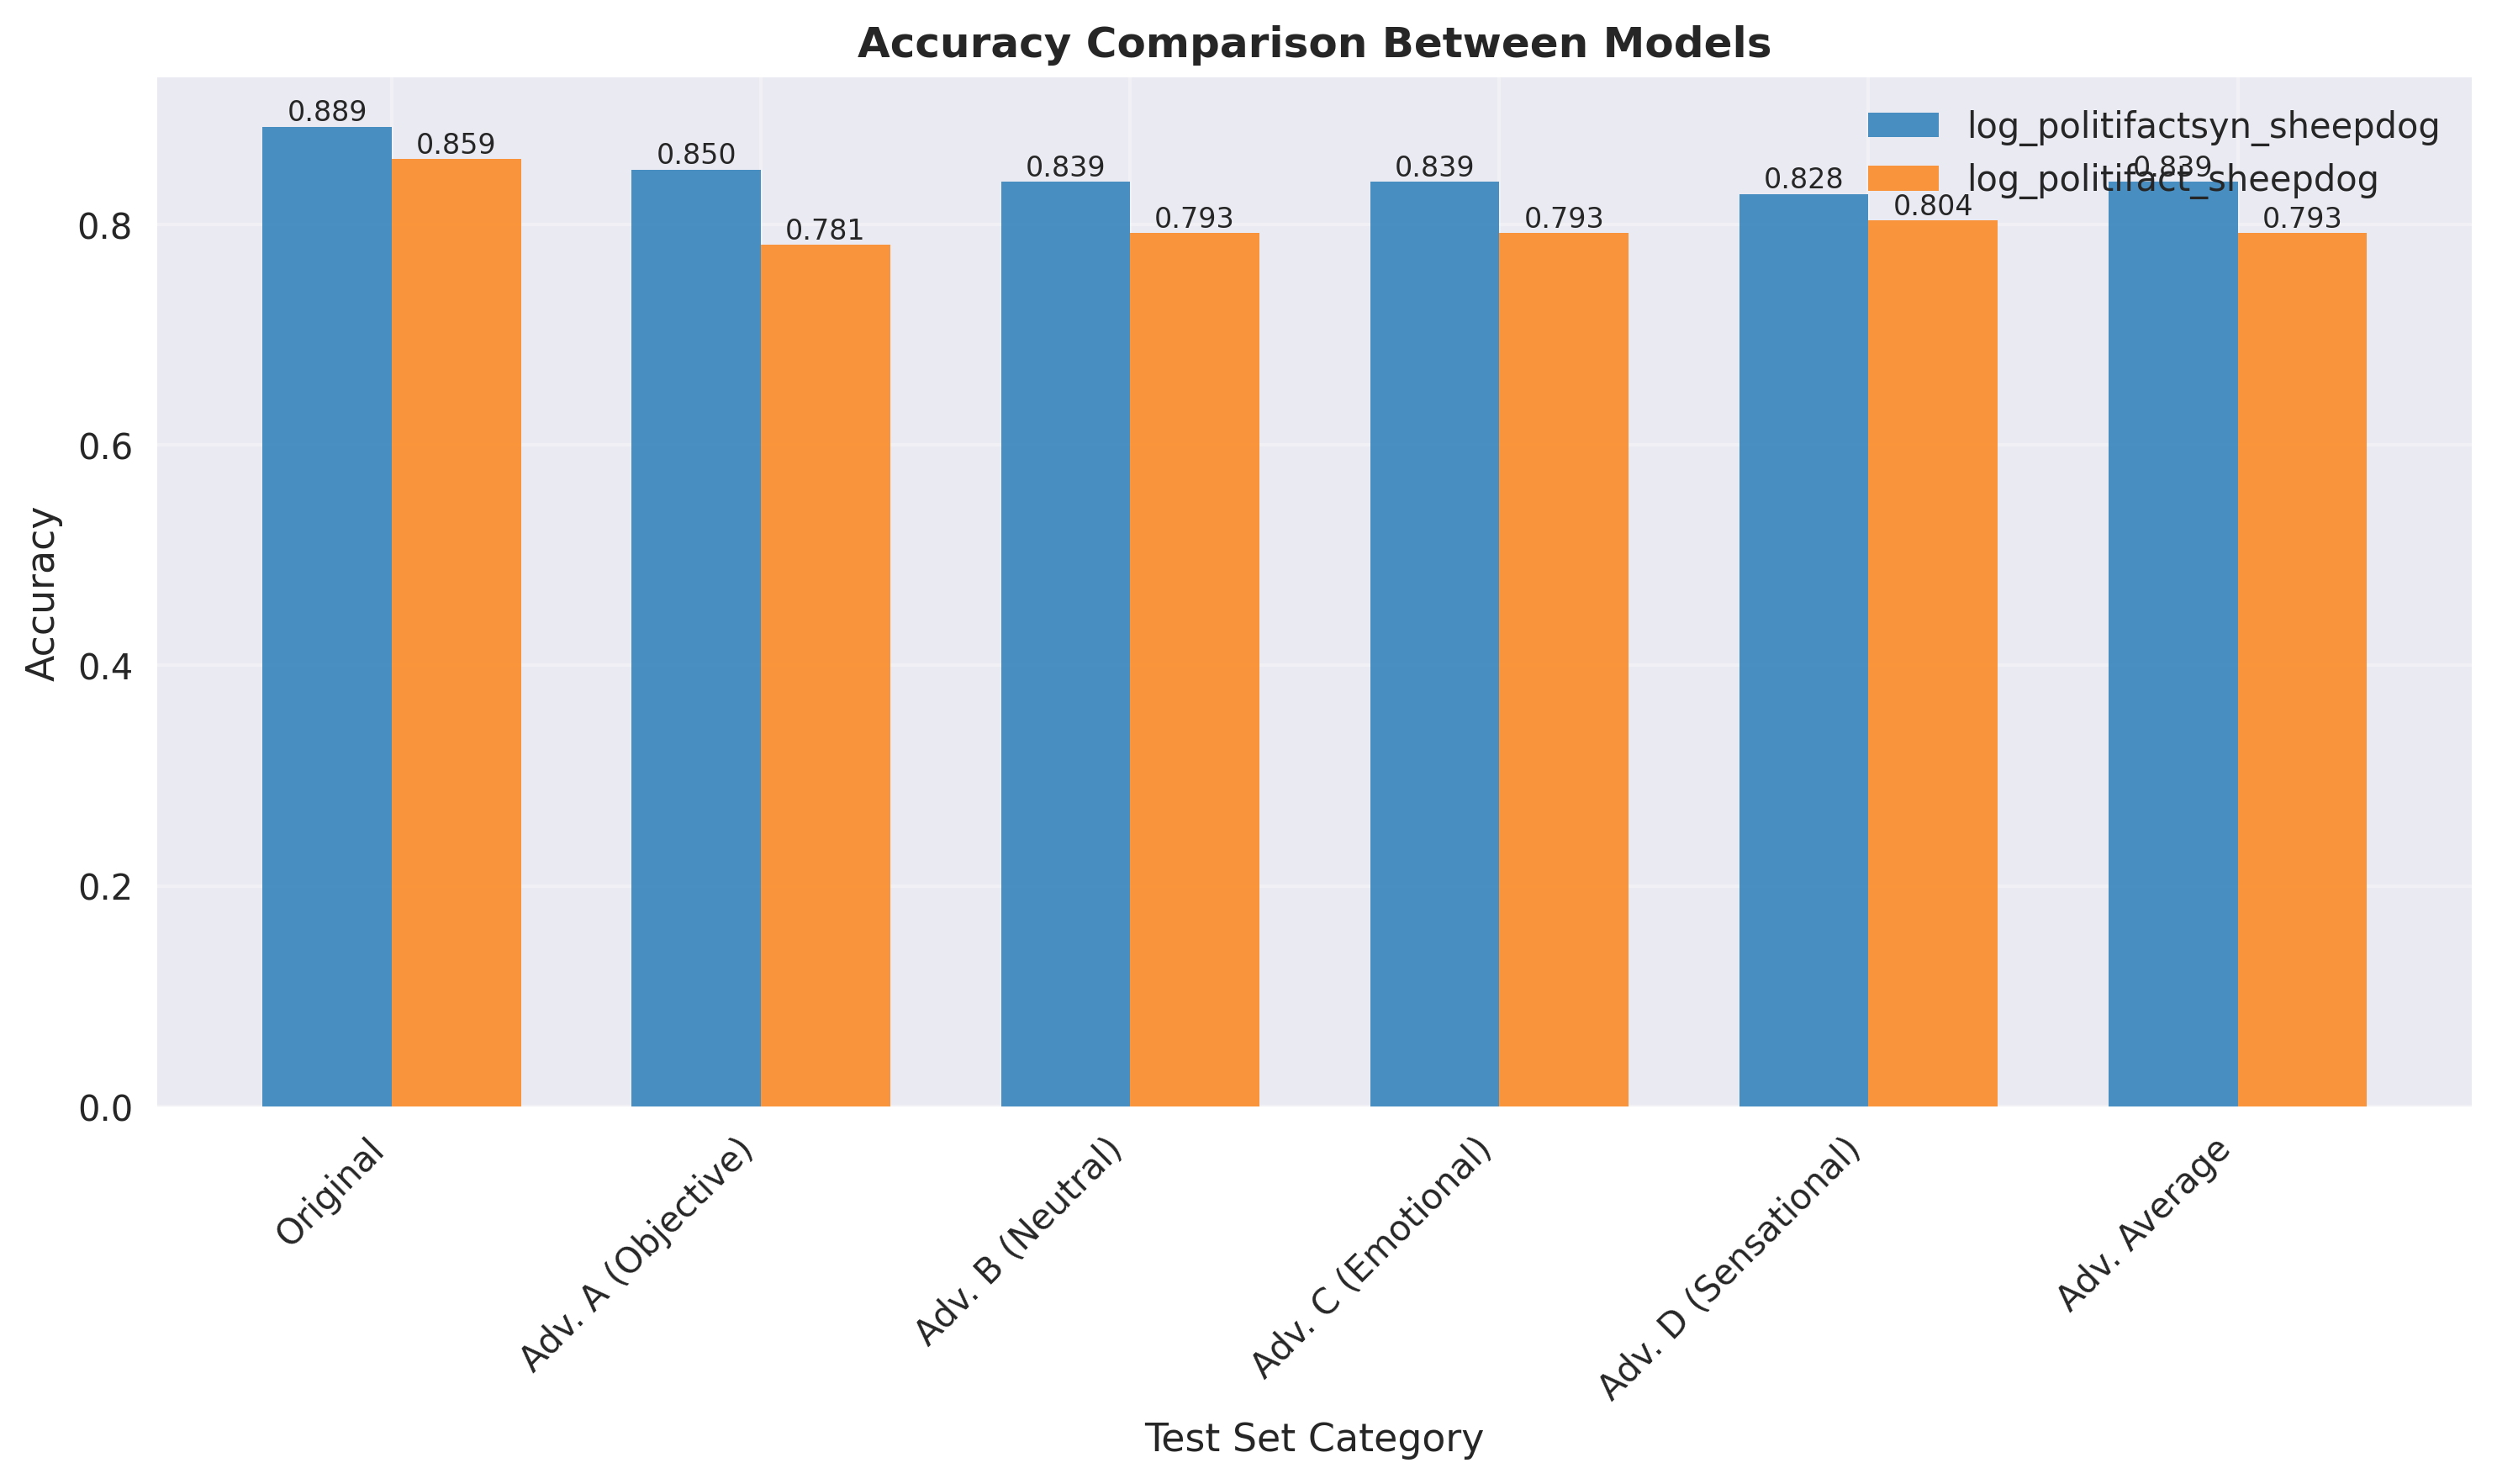 Accuracy Comparison Between Models
log_politifactsyn_sheepdog
log_politifact_sheepdog
0.889
0.859
0.850
0.781
0.839
0.793
0.839
0.793
0.828
0.804
0.839
0.793
Accuracy
0.8
0.6
0.4
0.2
0.0
Original
Adv. A (Objective)
Adv. B (Neutral)
Adv. C (Emotional)
Adv. D (Sensational)
Adv. Average
Test Set Category